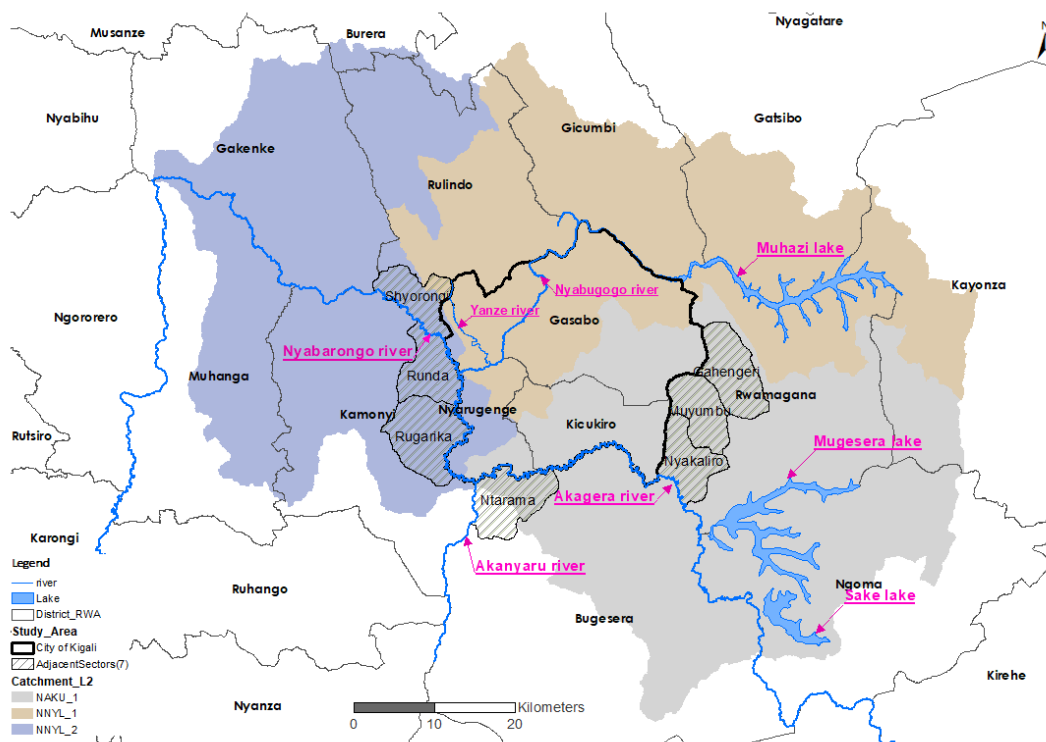 Musanze
Burera
Nyagatare
N
Nyabihu
Gakenke
Gicumbi
Gatsibo
Rulindo
Muhazi lake
Shyorongi
Nyabugogo river
Kayonza
Yanze river
Gasabo
Ngororero
Nyabarongo river
Runda
Gahengeri
Muhanga
Rwamagana
Kamonyi
Nyarugenge
Muyumbu
Rutsiro
Rugarika
Kicukiro
Mugesera lake
Nyakaliro
Ntarama
Akagera river
Karongi
Akanyaru river
Ruhango
Ngoma
Sake lake
Bugesera
Kirehe
Nyanza
Legend
river
Lake
District_RWA
Study_Area
City of Kigali
AdjacentSectors(7)
Catchment_L2
NAKU_1
NNYL_1
NNYL_2
Kilometers
0 10 20